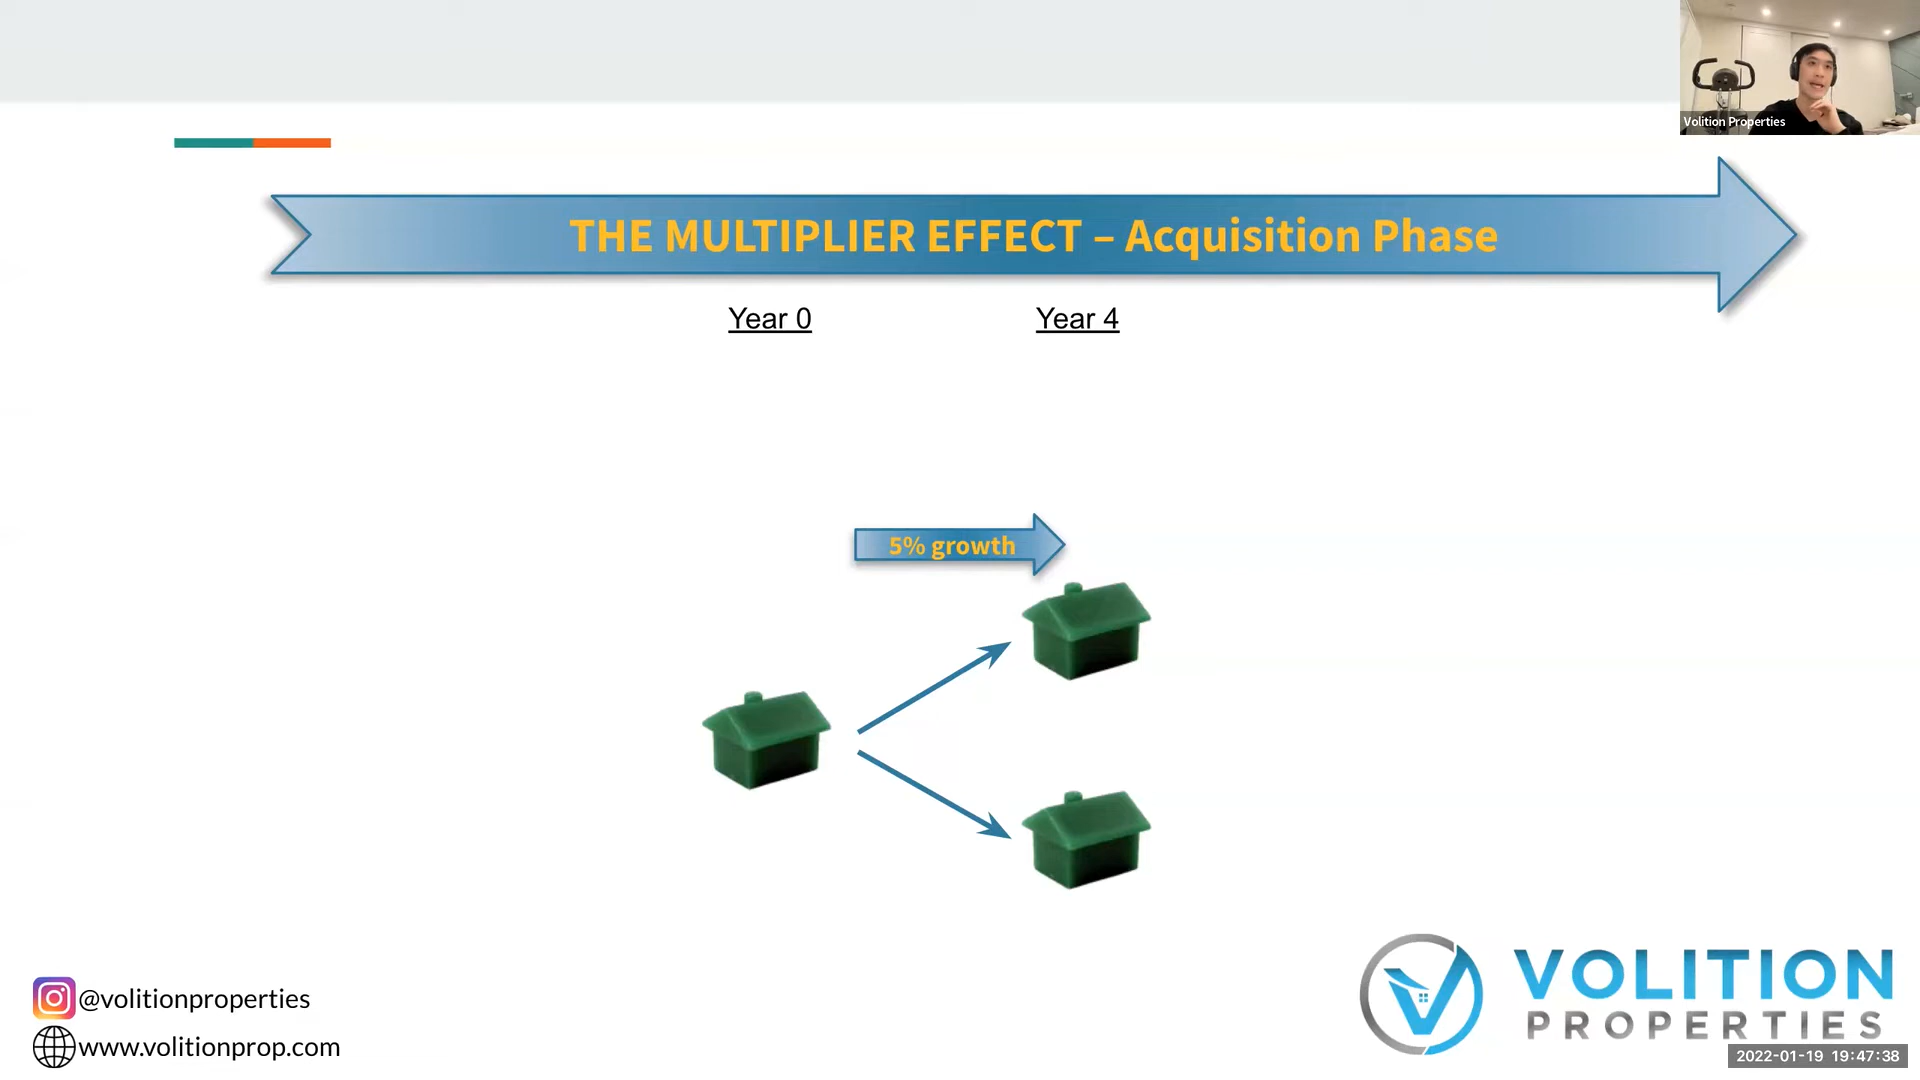 Volition Properties
THE MULTIPLIER EFFECT – Acquisition Phase
Year 0
Year 4
5% growth
@volitionproperties
www.volitionprop.com
VOLITION
PROPERTIES
2022-01-19 19:47:38